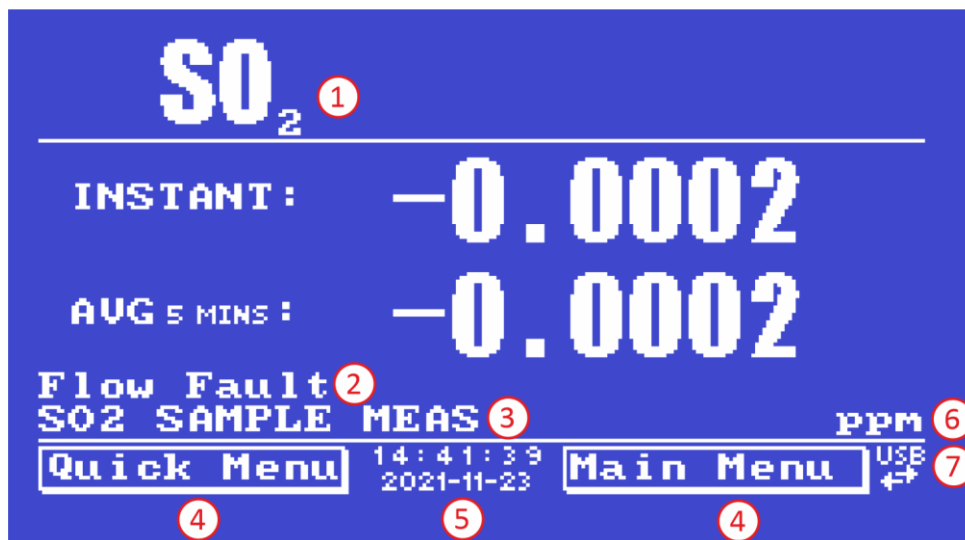 SO₂ 1
INSTANT: -0.0002
AVG 5 MINS: -0.0002
Flow Fault 2
SO2 SAMPLE MEAS 3 ppm 6
Quick Menu 14:41:39 Main Menu USB 7
2021-11-23
4 5 4